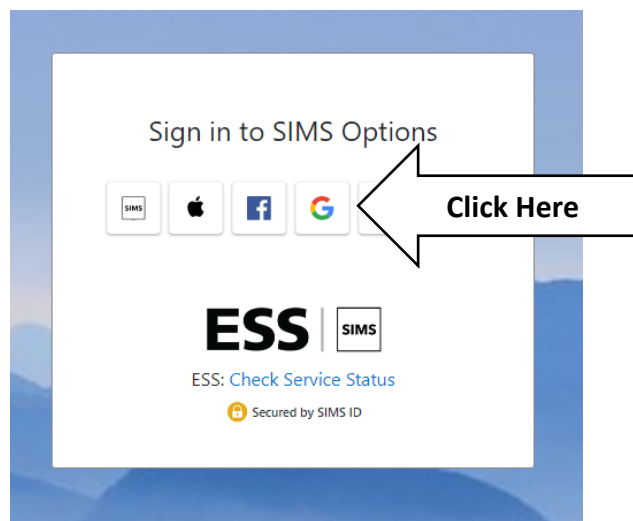 Sign in to SIMS Options
SIMS
Click Here
ESS SIMS
ESS: Check Service Status
Secured by SIMS ID